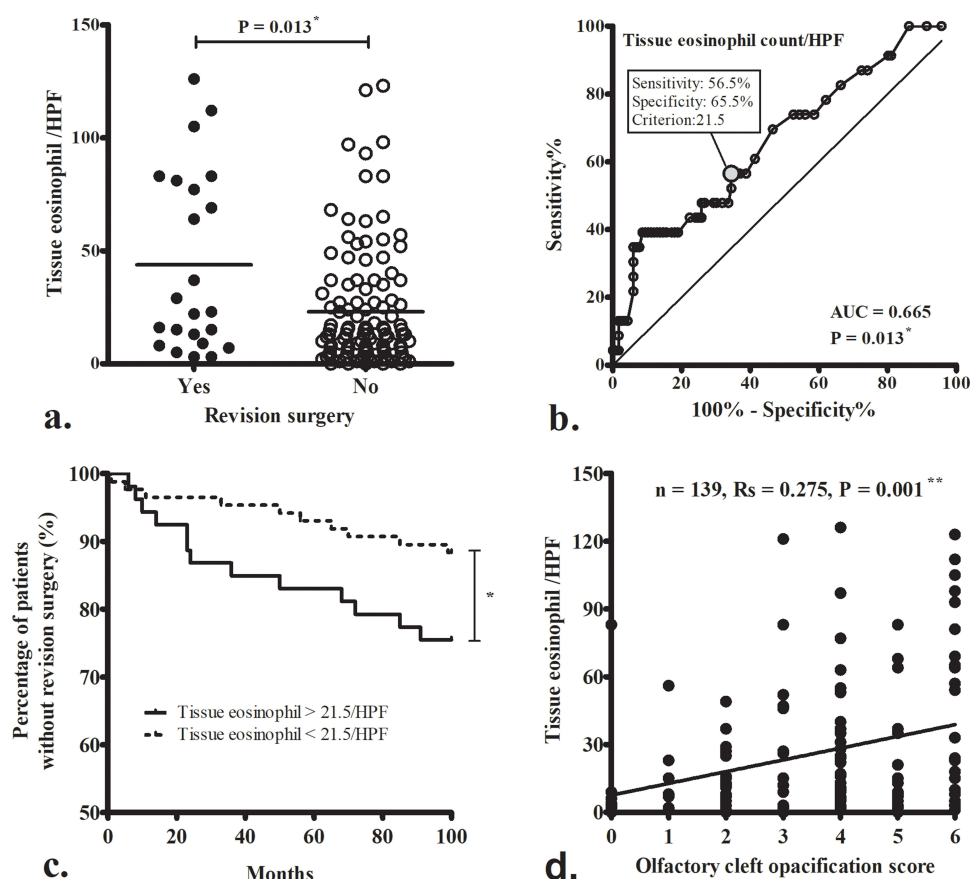 150
100
50
0
Tissue eosinophil /HPF
P = 0.013*
Yes
No
Revision surgery
a.
100
80
60
40
20
0
Sensitivity%
Tissue eosinophil count/HPF
Sensitivity: 56.5%
Specificity: 65.5%
Criterion:21.5
AUC = 0.665
P = 0.013*
0 20 40 60 80 100
100% - Specificity%
b.
100
90
80
70
60
50
Percentage of patients
without revision surgery (%)
*
Tissue eosinophil > 21.5/HPF
Tissue eosinophil < 21.5/HPF
0 20 40 60 80 100
Months
c.
150
120
90
60
30
0
Tissue eosinophil /HPF
n = 139, Rs = 0.275, P = 0.001**
0 1 2 3 4 5 6
Olfactory cleft opacification score
d.